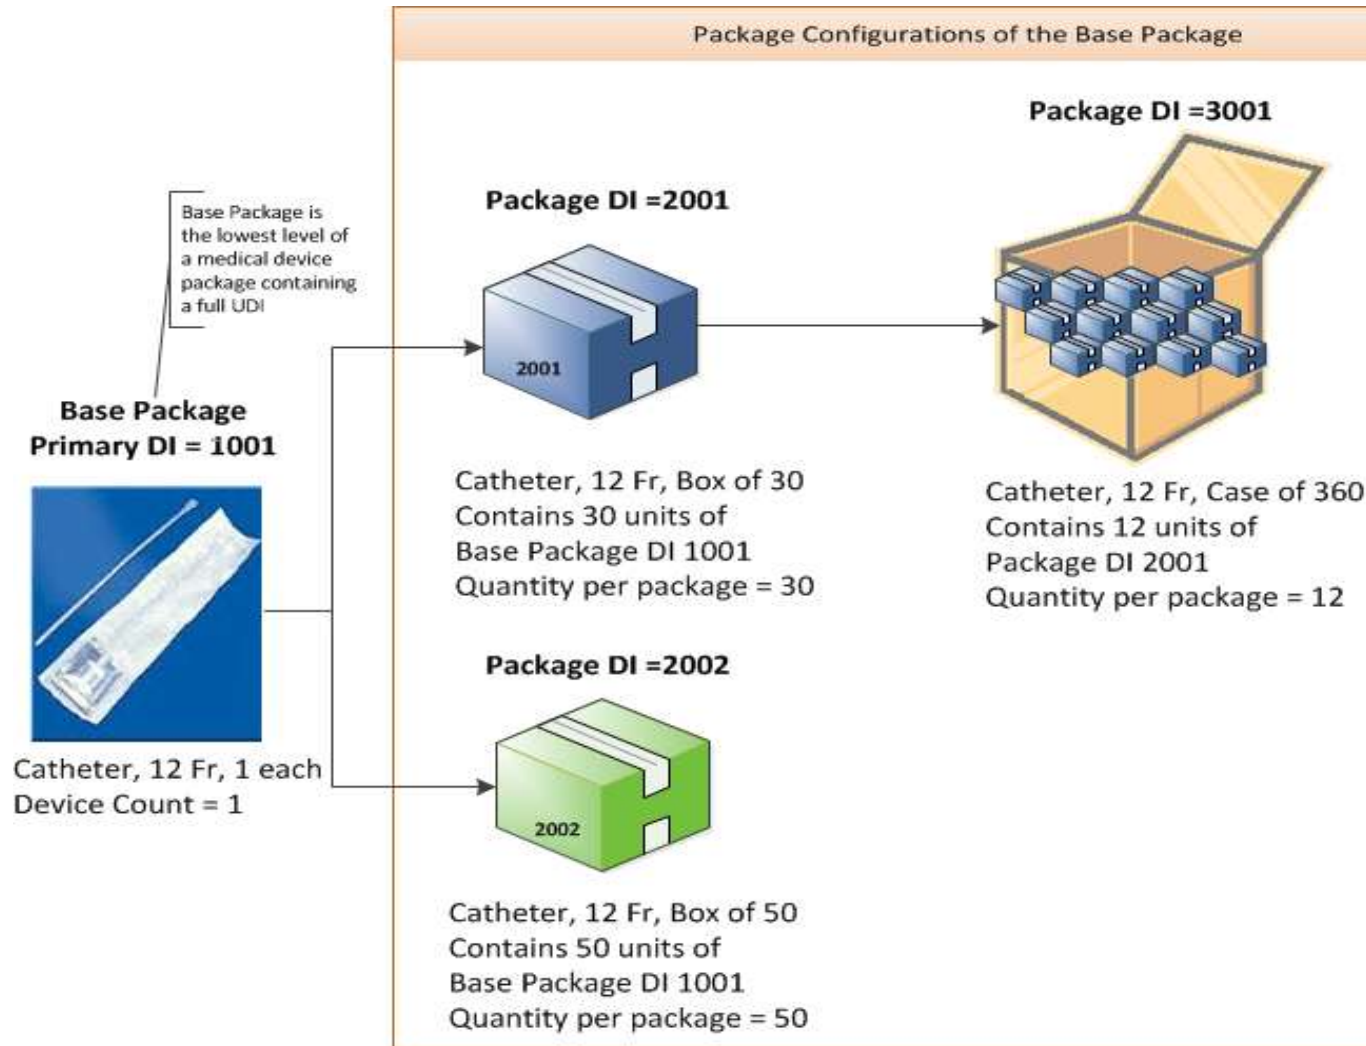 Package Configurations of the Base Package
Package DI =3001
Package DI =2001
Base Package is
the lowest level of
a medical device
package containing
a full UDI
2001
Base Package
Primary DI = 1001
Catheter, 12 Fr, Box of 30
Contains 30 units of
Base Package DI 1001
Quantity per package = 30
Catheter, 12 Fr, Case of 360
Contains 12 units of
Package DI 2001
Quantity per package = 12
Package DI =2002
Catheter, 12 Fr, 1 each
Device Count = 1
2002
Catheter, 12 Fr, Box of 50
Contains 50 units of
Base Package DI 1001
Quantity per package = 50